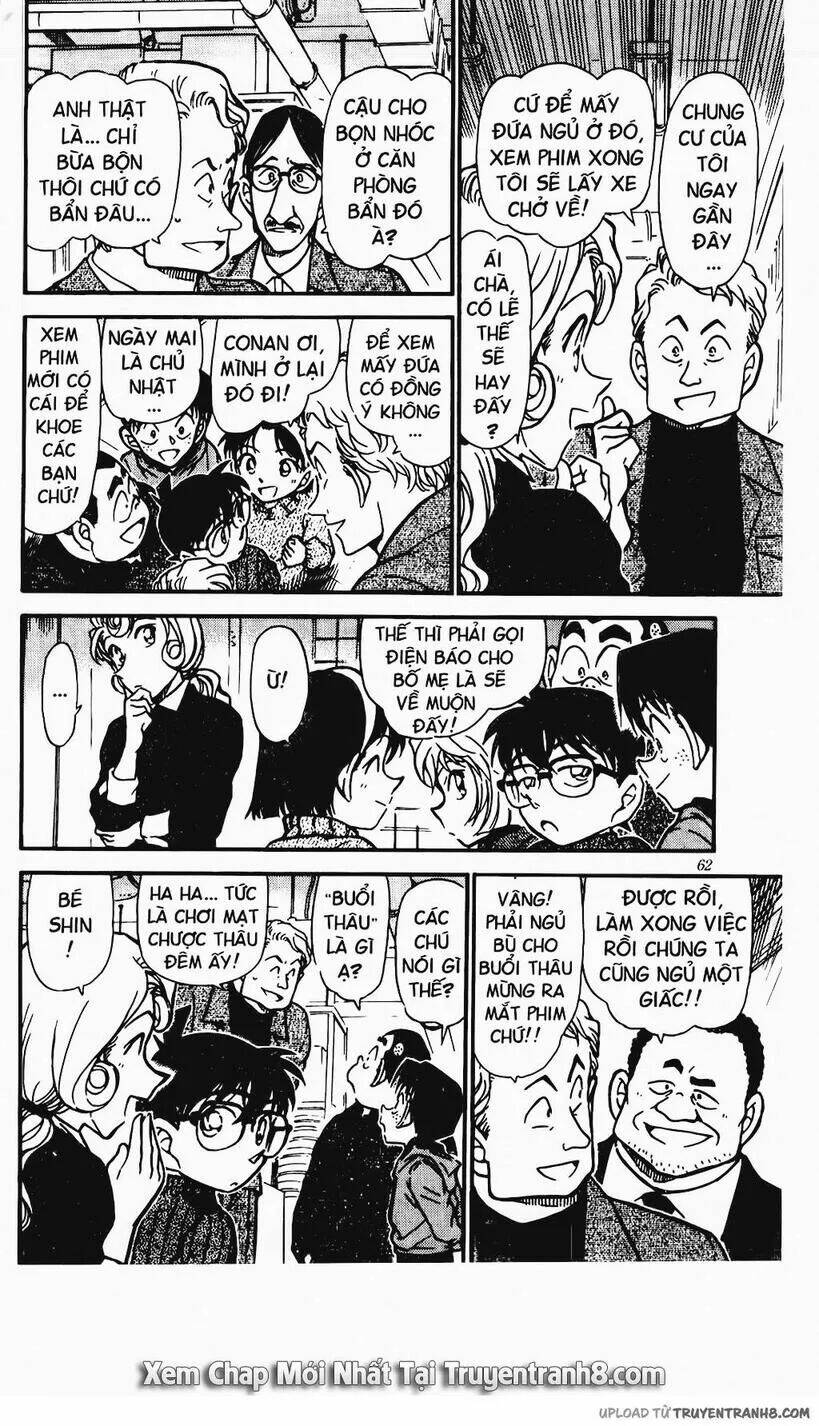 CHUNG
CƯ CỦA
TÔI
NGAY
GẦN
ĐÂY
...
CỨ ĐỂ MẤY
ĐỨA NGỦ Ở ĐÓ,
XEM PHIM XONG
TÔI SẼ LẤY XE
CHỞ VỀ!
ÁI
CHÀ,
CÓ LẼ
THẾ
SẼ
HAY
ĐẤY
?
CẬU CHO
BỌN NHÓC
Ở CĂN
PHÒNG
BẨN ĐÓ
À?
ANH THẬT
LÀ... CHỈ
BỪA BỘN
THÔI CHỨ CÓ
BẨN ĐÂU...
ĐỂ XEM
MẤY ĐỨA
CÓ ĐỒNG
Ý KHÔNG
...
CONAN ƠI,
MÌNH Ở LẠI
ĐÓ ĐI!
NGÀY MAI
LÀ CHỦ
NHẬT
...
XEM
PHIM
MỚI CÓ
CÁI ĐỂ
KHOE
CÁC
BẠN
CHỨ!
THẾ THÌ PHẢI GỌI
ĐIỆN BÁO CHO
BỐ MẸ LÀ SẼ
VỀ MUỘN
ĐẤY!
Ừ!
...
62
ĐƯỢC RỒI,
LÀM XONG VIỆC
RỒI CHÚNG TA
CŨNG NGỦ MỘT
GIẤC!!
VÂNG!
PHẢI NGỦ
BÙ CHO
BUỔI THÂU
MỪNG RA
MẮT PHIM
CHỨ!!
CÁC
CHÚ
NÓI GÌ
THẾ?
"BUỔI
THÂU"
LÀ GÌ
Ạ?
HA HA... TỨC
LÀ CHƠI MẠT
CHƯỢC THÂU
ĐÊM ẤY!
BÉ
SHIN
!
Xem Chap Mới Nhất Tại Truyentranh8.com
UPLOAD TỪ TRUYENTRANH8.COM